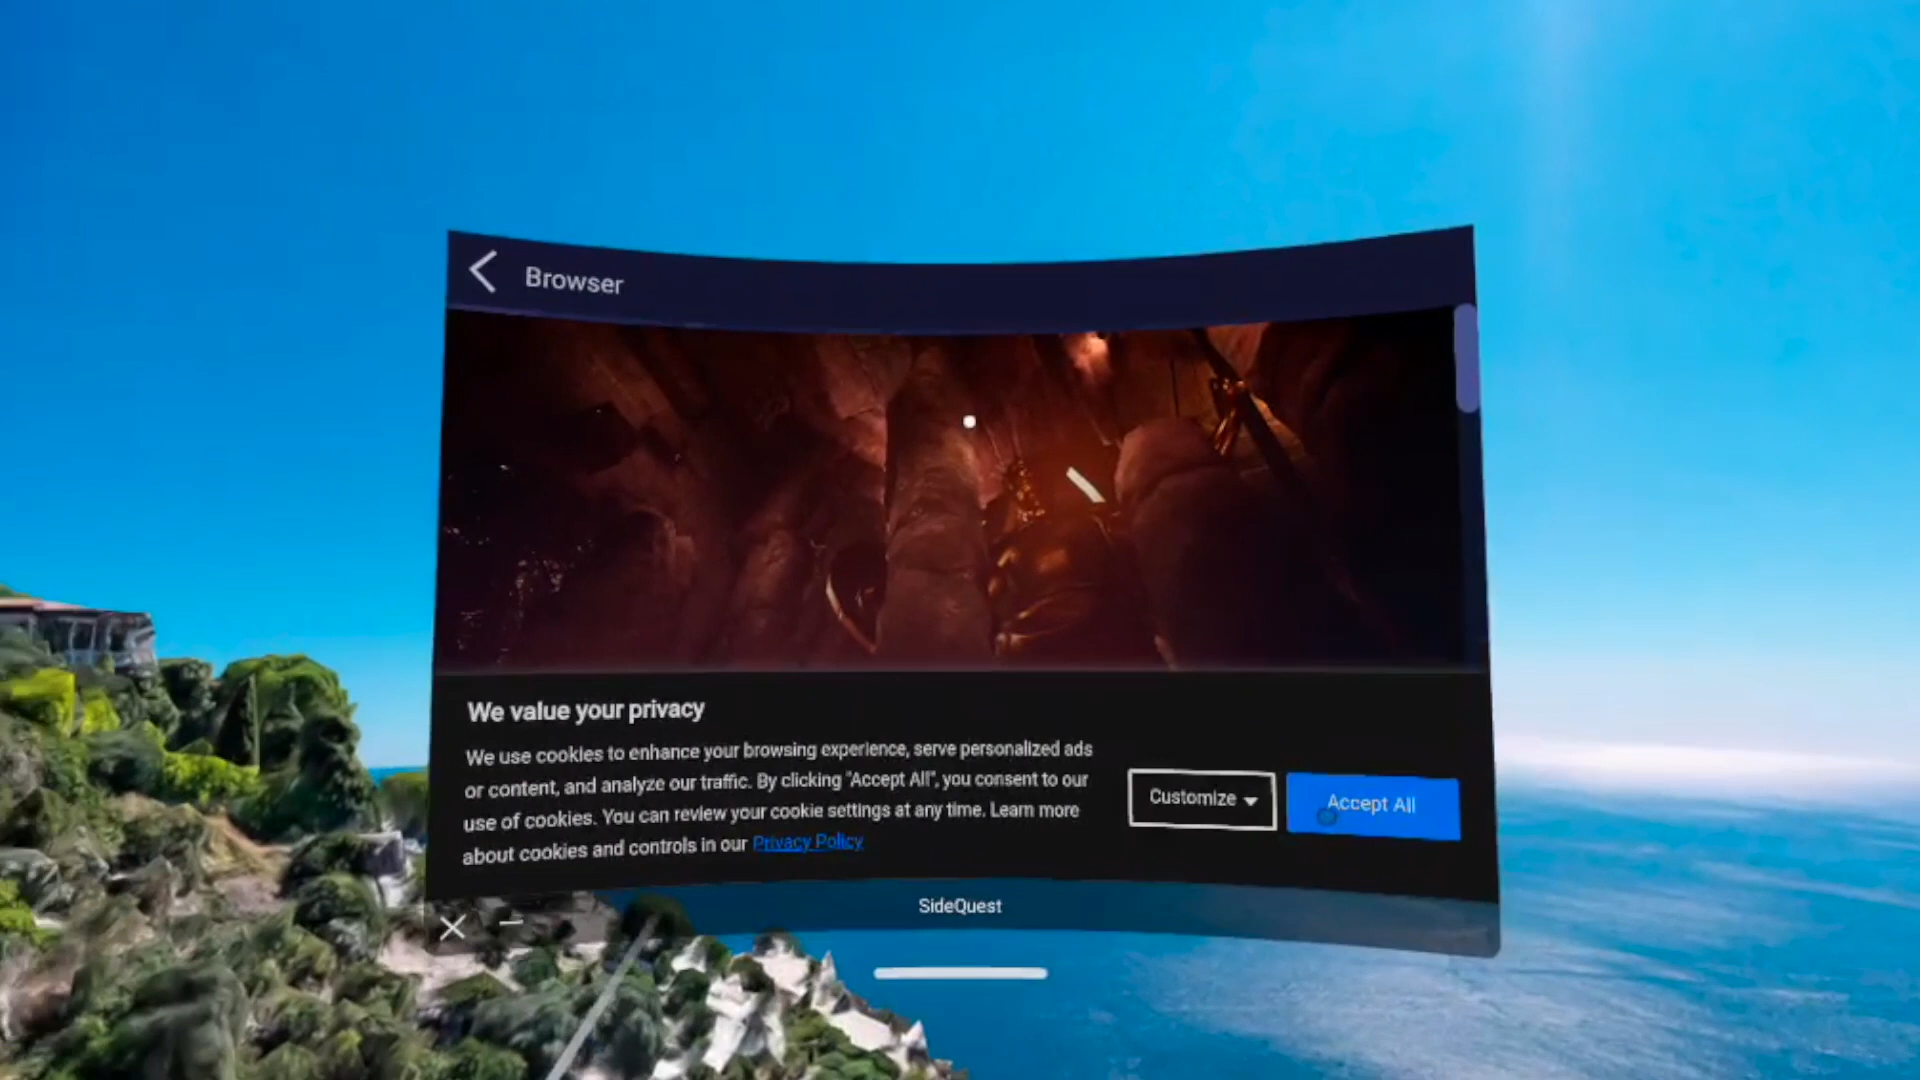 Browser
We value your privacy
We use cookies to enhance your browsing experience, serve personalized ads
or content, and analyze our traffic. By clicking "Accept All", you consent to our
use of cookies. You can review your cookie settings at any time. Learn more
about cookies and controls in our Privacy Policy
Customize
Accept All
SideQuest